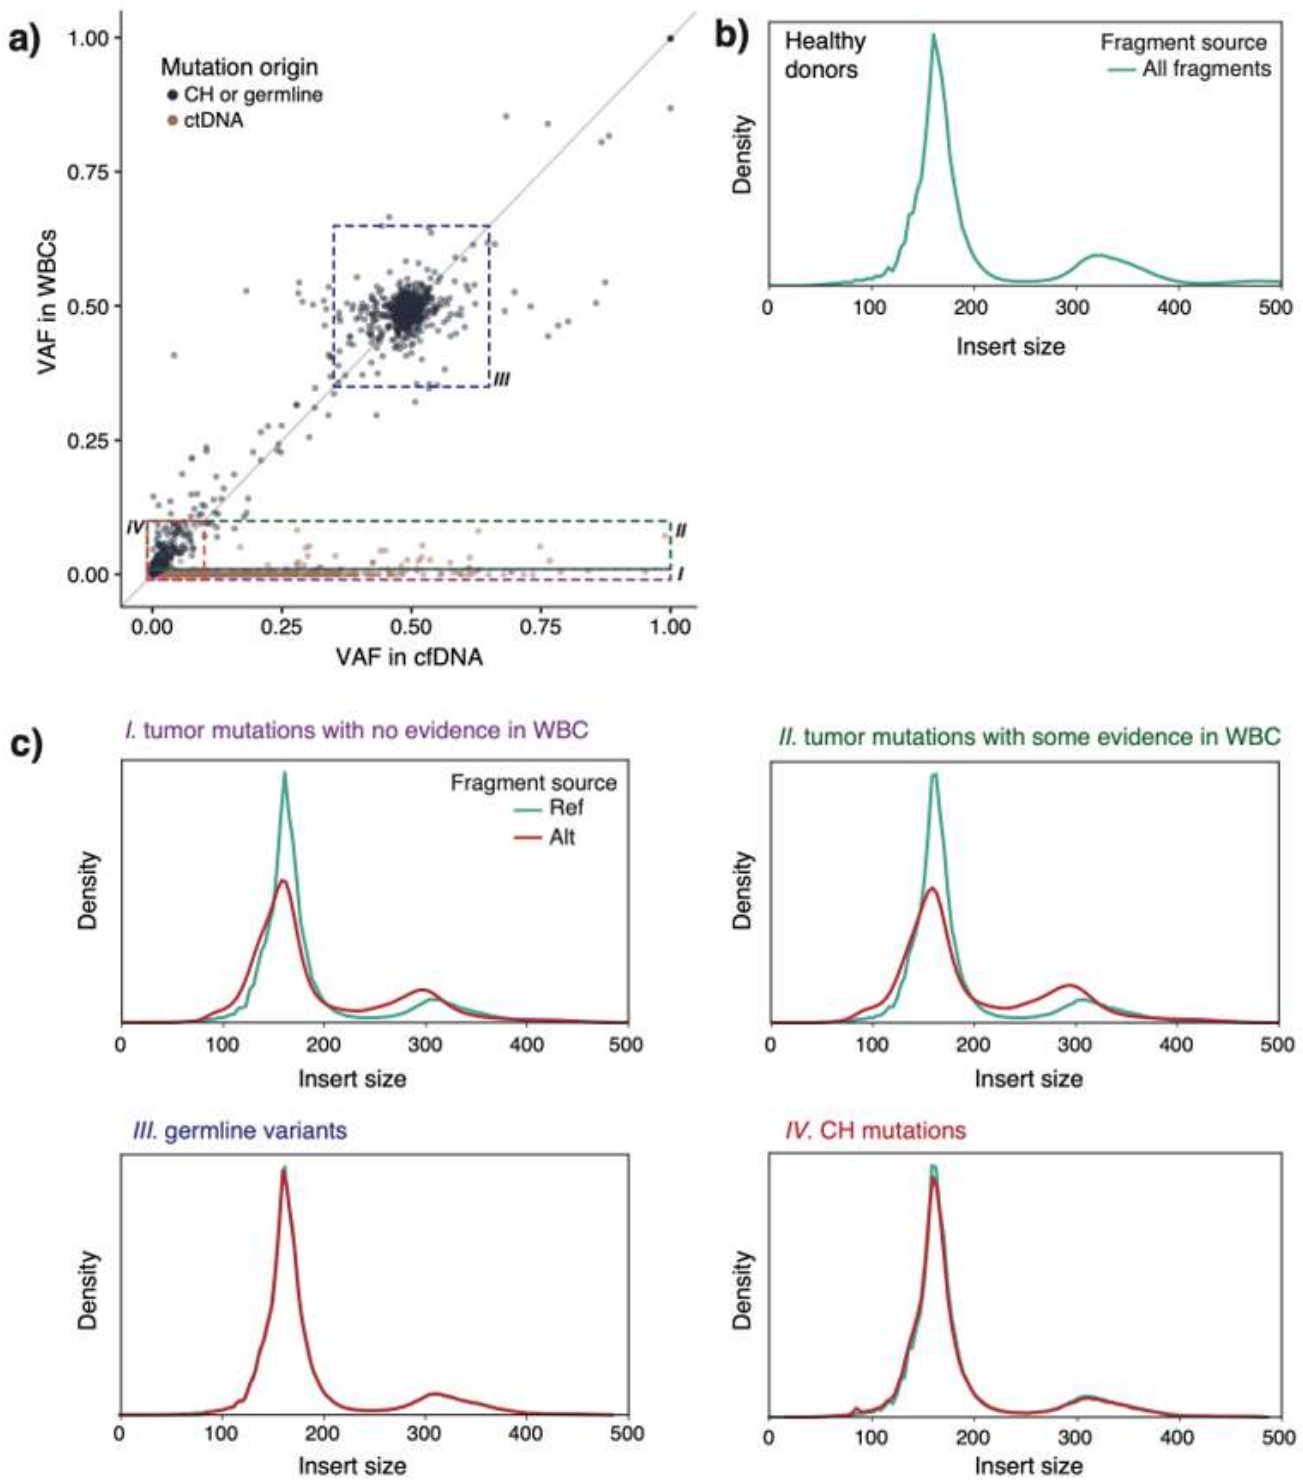 a)
1.00
0.75
0.50
0.25
0.00
VAF in WBCs
Mutation origin
CH or germline
ctDNA
III
iV
II
I
0.00 0.25 0.50 0.75 1.00
VAF in cfDNA
b)
Healthy
donors
Fragment source
All fragments
Density
0 100 200 300 400 500
Insert size
c)
I. tumor mutations with no evidence in WBC
Fragment source
Ref
Alt
Density
0 100 200 300 400 500
Insert size
II. tumor mutations with some evidence in WBC
Density
0 100 200 300 400 500
Insert size
III. germline variants
Density
0 100 200 300 400 500
Insert size
IV. CH mutations
Density
0 100 200 300 400 500
Insert size